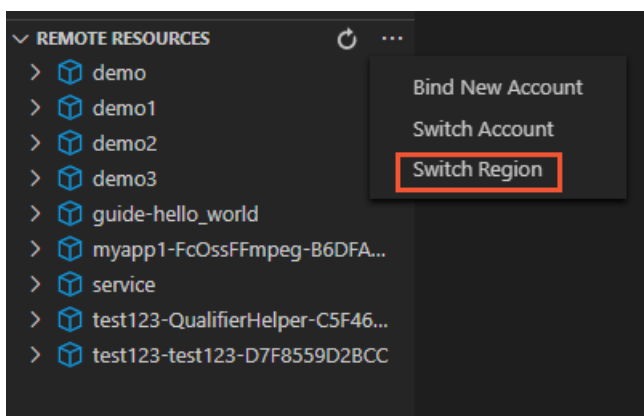 REMOTE RESOURCES
demo
demo1
demo2
demo3
guide-hello_world
myapp1-FcOssFFmpeg-B6DFA...
service
test123-QualifierHelper-C5F46...
test123-test123-D7F8559D2BCC
Bind New Account
Switch Account
Switch Region